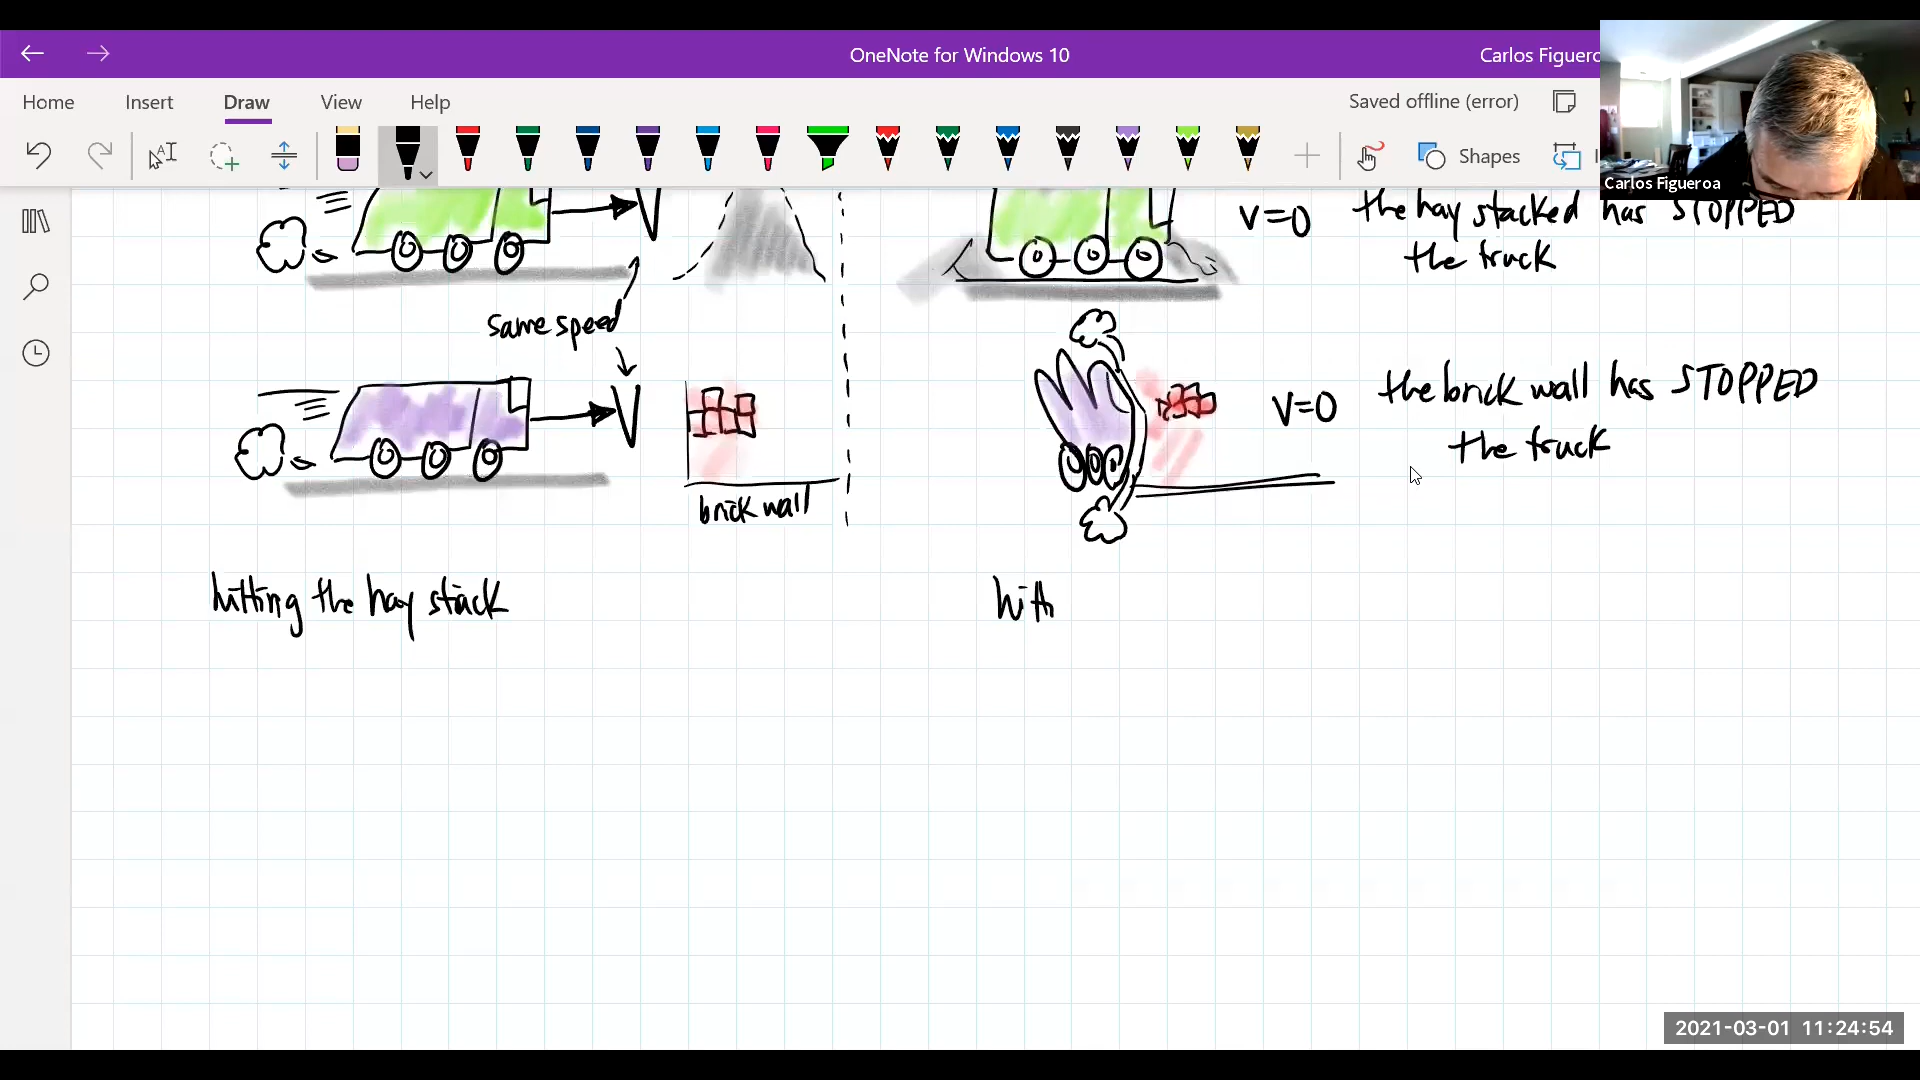 OneNote for Windows 10
Carlos Figuero
Home Insert Draw View Help
Saved offline (error)
Shapes
Carlos Figueroa
V
V=0
the hay stacked has STOPPED
the truck
same speed
V
V=0
the brick wall has STOPPED
the truck
brick wall
hitting the hay stack
hitt
2021-03-01 11:24:54